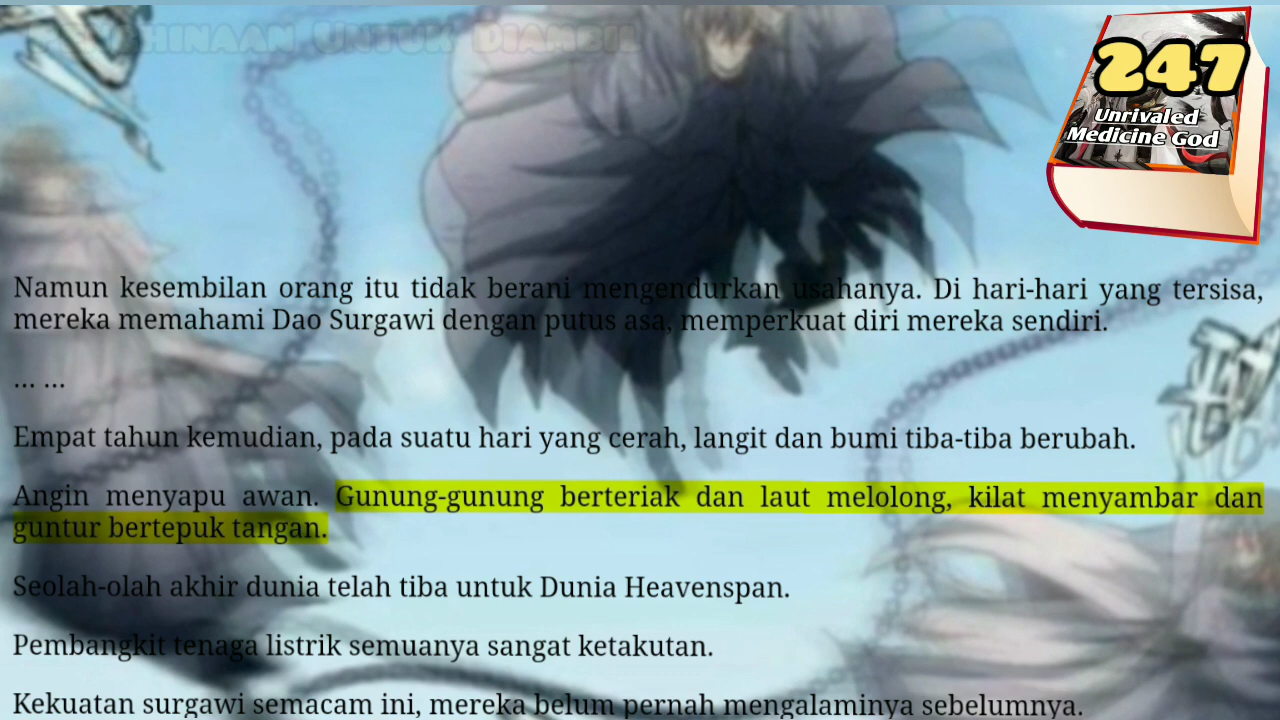 247
Unrivaled
Medicine God
Namun kesembilan orang itu tidak berani mengendurkan usahanya. Di hari-hari yang tersisa,
mereka memahami Dao Surgawi dengan putus asa, memperkuat diri mereka sendiri.
... ...
Empat tahun kemudian, pada suatu hari yang cerah, langit dan bumi tiba-tiba berubah.
Angin menyapu awan. Gunung-gunung berteriak dan laut melolong, kilat menyambar dan
guntur bertepuk tangan.
Seolah-olah akhir dunia telah tiba untuk Dunia Heavenspan.
Pembangkit tenaga listrik semuanya sangat ketakutan.
Kekuatan surgawi semacam ini, mereka belum pernah mengalaminya sebelumnya.